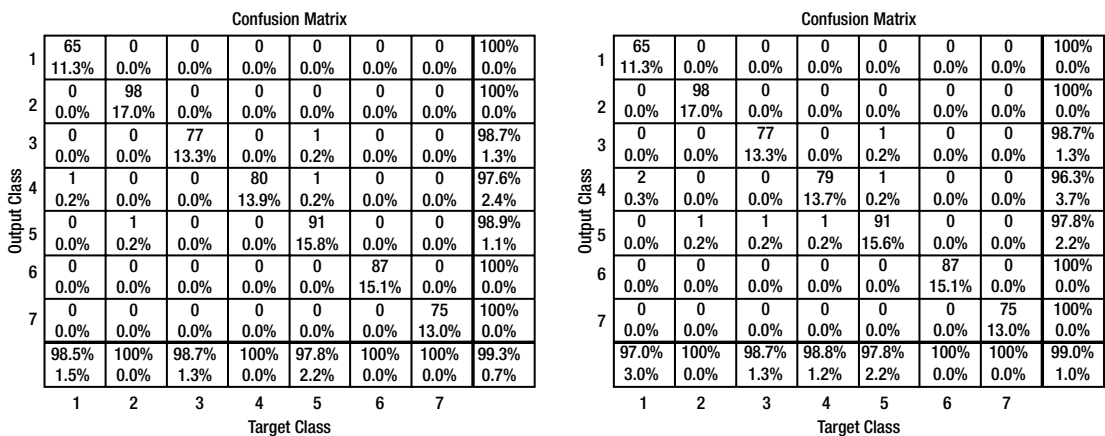 Confusion Matrix
65 0 0 0 0 0 0 100%
1
11.3% 0.0% 0.0% 0.0% 0.0% 0.0% 0.0% 0.0%
0 98 0 0 0 0 0 100%
2
0.0% 17.0% 0.0% 0.0% 0.0% 0.0% 0.0% 0.0%
0 0 77 0 1 0 0 98.7%
3
0.0% 0.0% 13.3% 0.0% 0.2% 0.0% 0.0% 1.3%
1 0 0 80 1 0 0 97.6%
4
0.2% 0.0% 0.0% 13.9% 0.2% 0.0% 0.0% 2.4%
0 1 0 0 91 0 0 98.9%
5
0.0% 0.2% 0.0% 0.0% 15.8% 0.0% 0.0% 1.1%
0 0 0 0 0 87 0 100%
6
0.0% 0.0% 0.0% 0.0% 0.0% 15.1% 0.0% 0.0%
0 0 0 0 0 0 75 100%
7
0.0% 0.0% 0.0% 0.0% 0.0% 0.0% 13.0% 0.0%
98.5% 100% 98.7% 100% 97.8% 100% 100% 99.3%
1.5% 0.0% 1.3% 0.0% 2.2% 0.0% 0.0% 0.7%
1 2 3 4 5 6 7
Target Class
Output Class
Confusion Matrix
65 0 0 0 0 0 0 100%
1
11.3% 0.0% 0.0% 0.0% 0.0% 0.0% 0.0% 0.0%
0 98 0 0 0 0 0 100%
2
0.0% 17.0% 0.0% 0.0% 0.0% 0.0% 0.0% 0.0%
0 0 77 0 1 0 0 98.7%
3
0.0% 0.0% 13.3% 0.0% 0.2% 0.0% 0.0% 1.3%
2 0 0 79 1 0 0 96.3%
4
0.3% 0.0% 0.0% 13.7% 0.2% 0.0% 0.0% 3.7%
0 1 1 1 91 0 0 97.8%
5
0.0% 0.2% 0.2% 0.2% 15.6% 0.0% 0.0% 2.2%
0 0 0 0 0 87 0 100%
6
0.0% 0.0% 0.0% 0.0% 0.0% 15.1% 0.0% 0.0%
0 0 0 0 0 0 75 100%
7
0.0% 0.0% 0.0% 0.0% 0.0% 0.0% 13.0% 0.0%
97.0% 100% 98.7% 98.8% 97.8% 100% 100% 99.0%
3.0% 0.0% 1.3% 1.2% 2.2% 0.0% 0.0% 1.0%
1 2 3 4 5 6 7
Target Class
Output Class